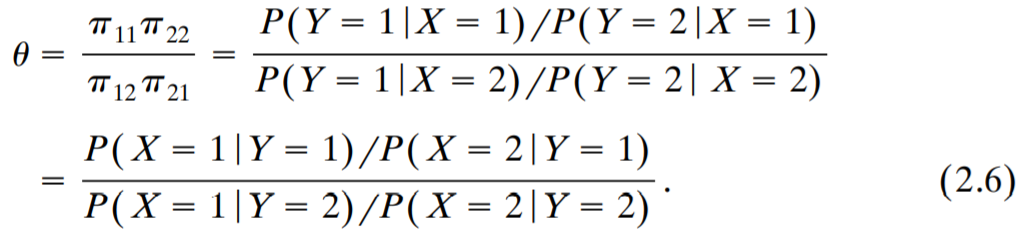 θ = π₁₁π₂₂ / π₁₂π₂₁ = P(Y = 1|X = 1)/P(Y = 2|X = 1) / P(Y = 1|X = 2)/P(Y = 2| X = 2)
= P(X = 1|Y = 1)/P(X = 2|Y = 1) / P(X = 1|Y = 2)/P(X = 2|Y = 2) . (2.6)